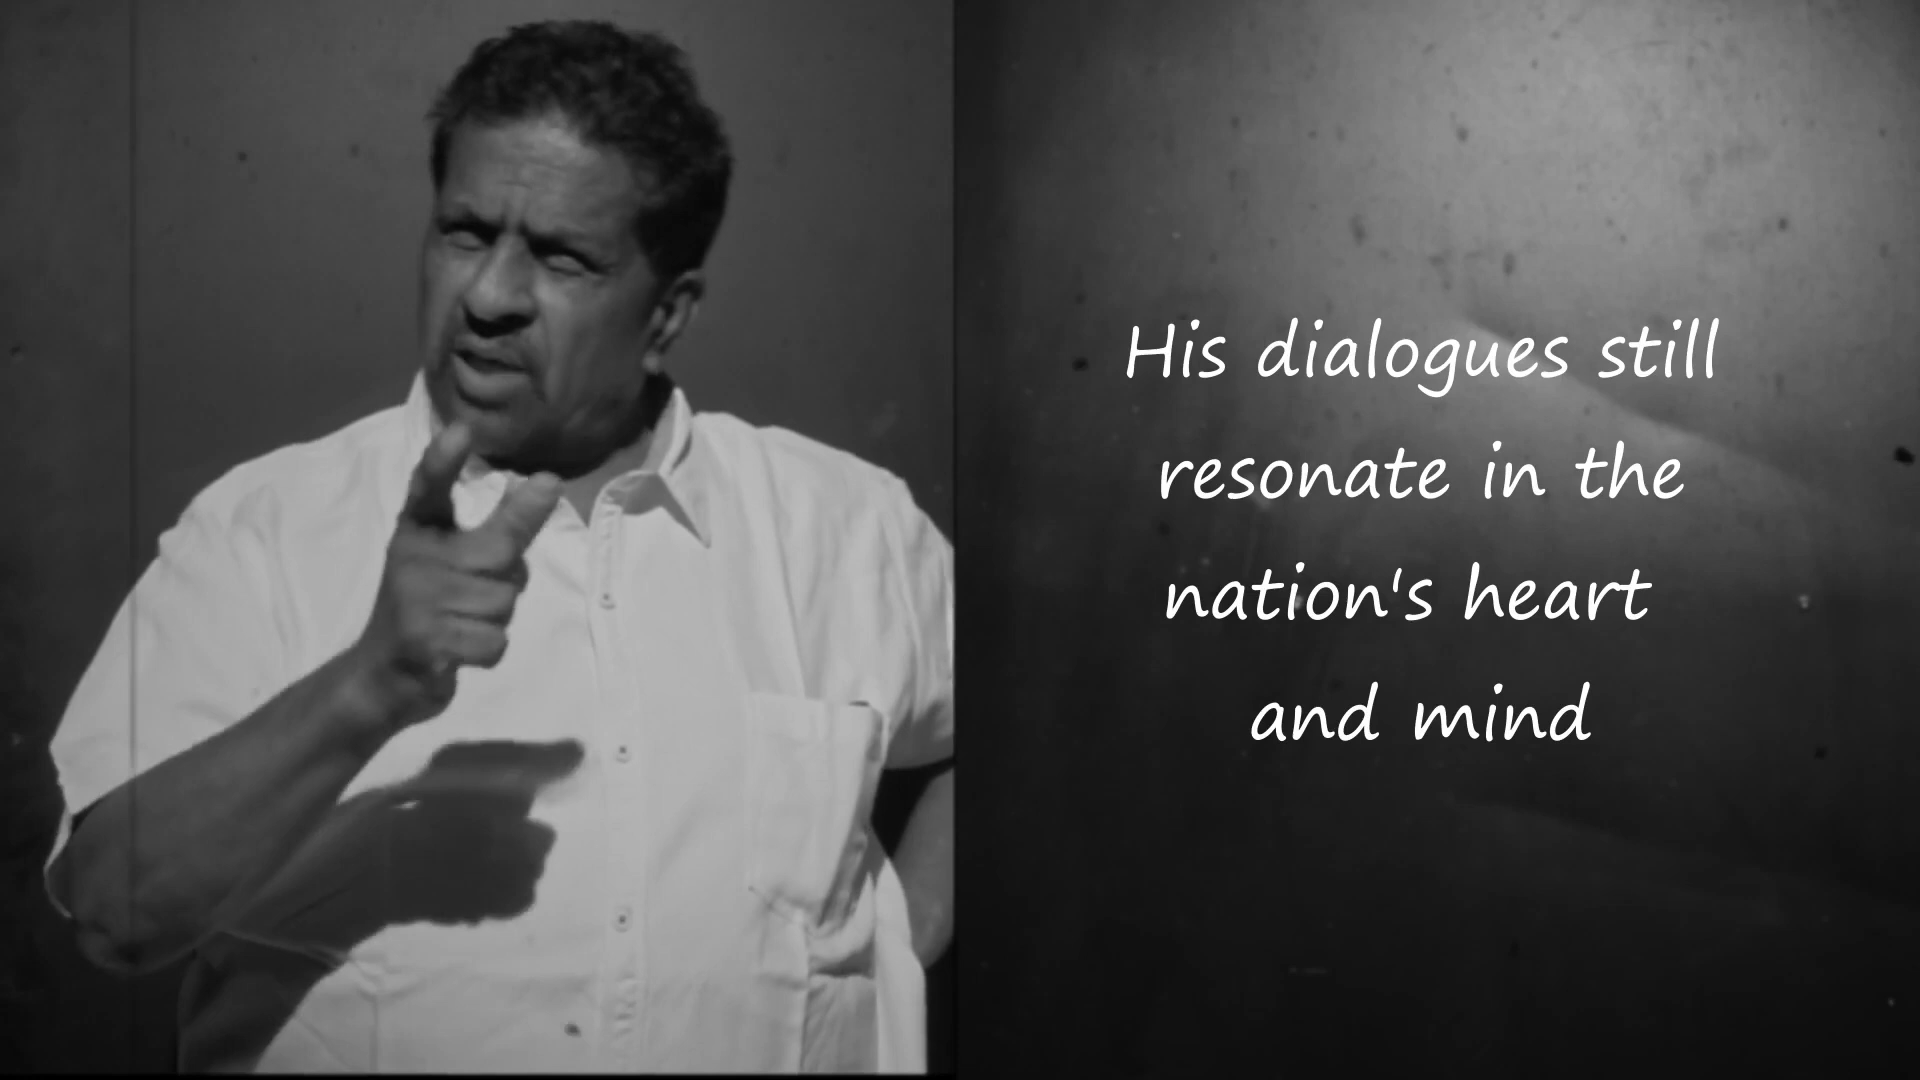 His dialogues still
resonate in the
nation's heart
and mind